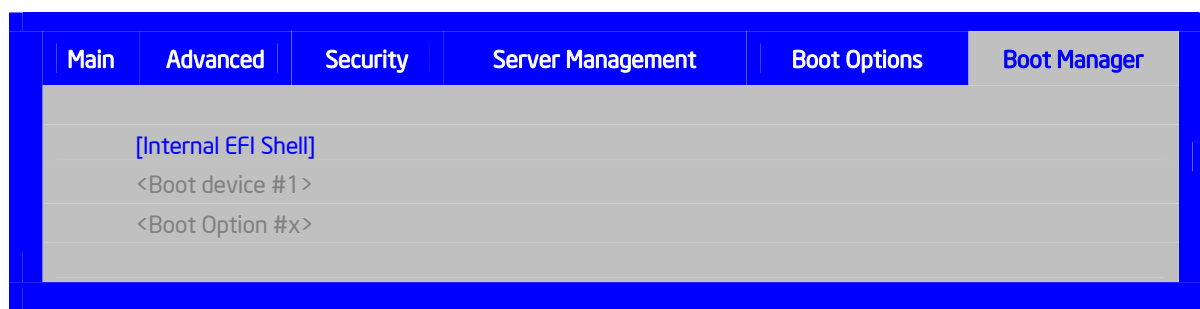 Main Advanced Security Server Management Boot Options Boot Manager
[Internal EFI Shell]
<Boot device #1>
<Boot Option #x>